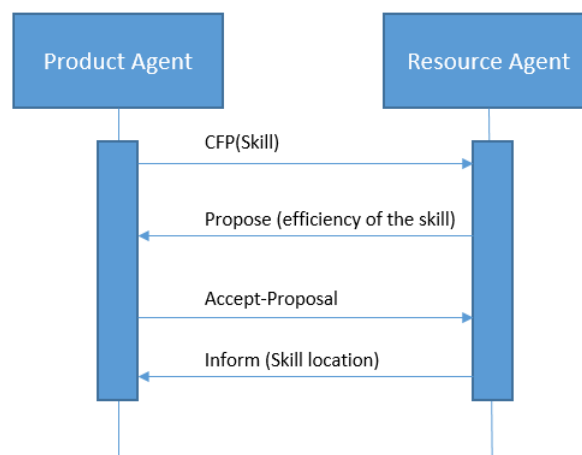 Product Agent
Resource Agent
CFP(Skill)
Propose (efficiency of the skill)
Accept-Proposal
Inform (Skill location)